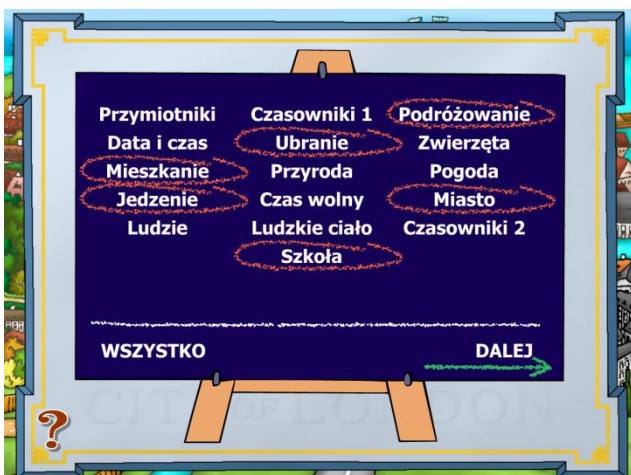 Przymiotniki Czasowniki 1 Podróżowanie
Data i czas Ubranie Zwierzęta
Mieszkanie Przyroda Pogoda
Jedzenie Czas wolny Miasto
Ludzie Ludzkie ciało Czasowniki 2
Szkoła
WSZYSTKO DALEJ
CITY OF LONDON
?